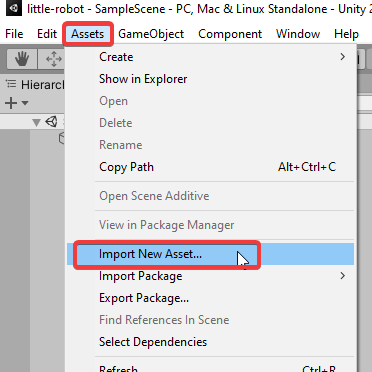 little-robot - SampleScene - PC, Mac & Linux Standalone - Unity 2
File Edit Assets GameObject Component Window Help
Hierarch
Create
Show in Explorer
Open
Delete
Rename
Copy Path Alt+Ctrl+C
Open Scene Additive
View in Package Manager
Import New Asset...
Import Package
Export Package...
Find References In Scene
Select Dependencies
Refresh Ctrl+R